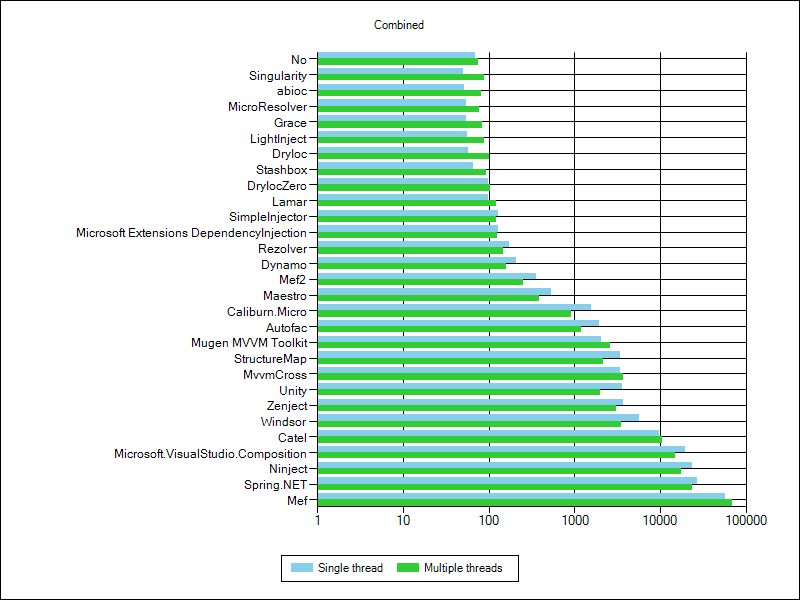 Combined
No
Singularity
abioc
MicroResolver
Grace
LightInject
DryIoc
Stashbox
DryIocZero
Lamar
SimpleInjector
Microsoft Extensions DependencyInjection
Rezolver
Dynamo
Mef2
Maestro
Caliburn.Micro
Autofac
Mugen MVVM Toolkit
StructureMap
MvvmCross
Unity
Zenject
Windsor
Catel
Microsoft.VisualStudio.Composition
Ninject
Spring.NET
Mef
1 10 100 1000 10000 100000
Single thread Multiple threads